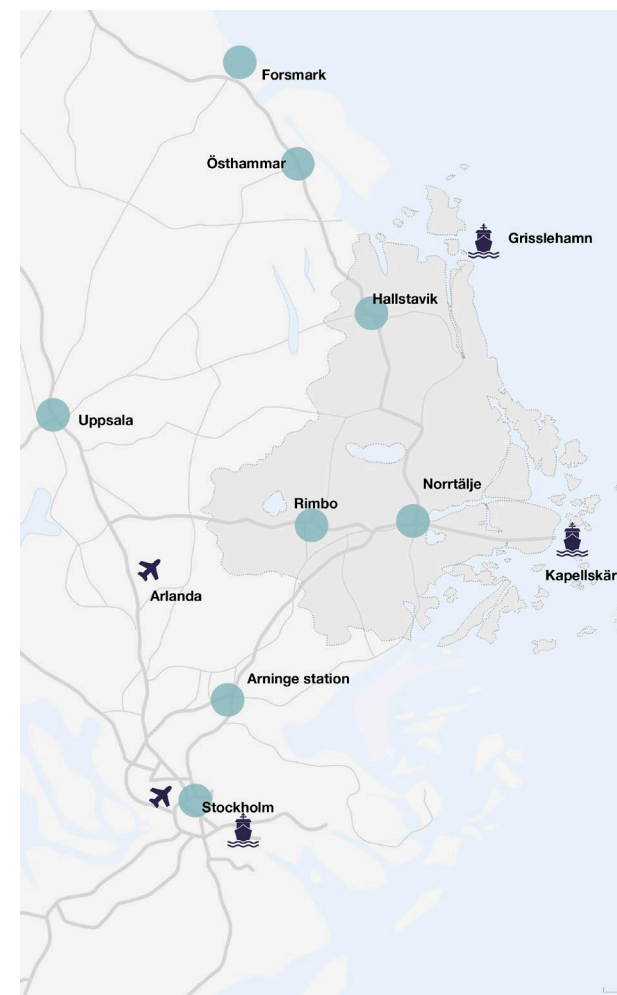 Forsmark
Östhammar
Grisslehamn
Hallstavik
Uppsala
Norrtälje
Rimbo
Kapellskär
Arlanda
Arninge station
Stockholm